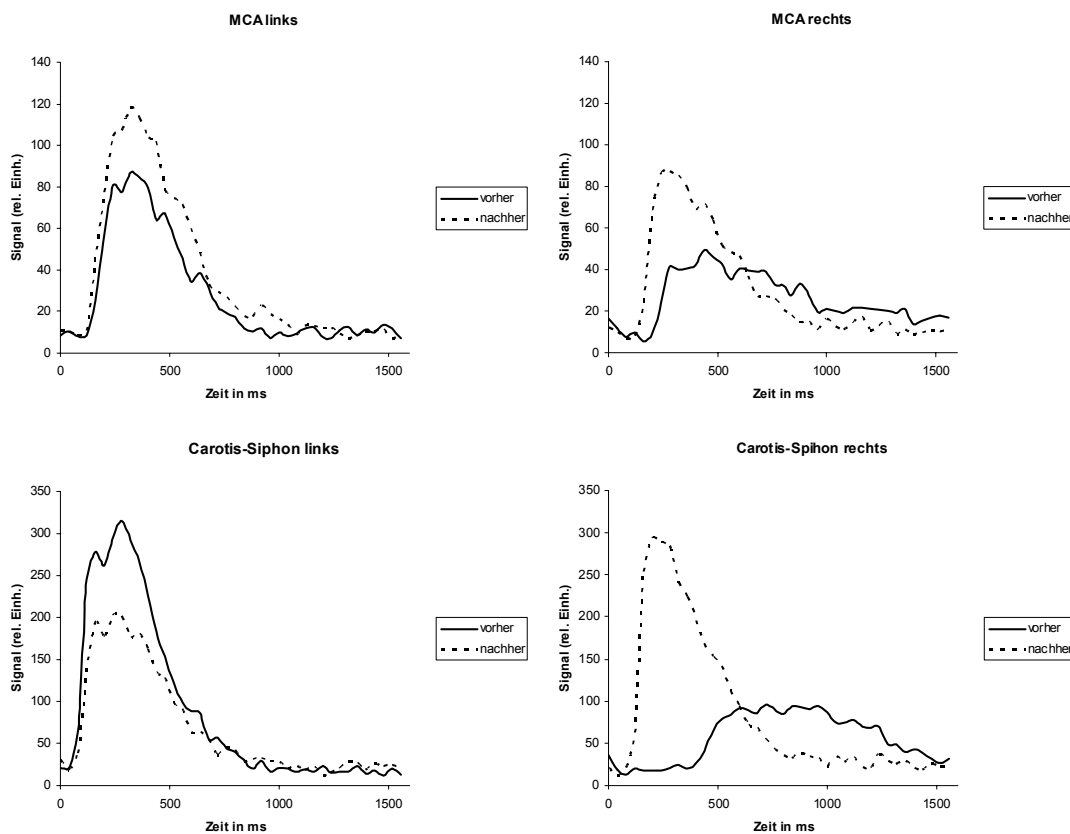 MCA links
140
120
100
80
60
40
20
0
Signal (rel. Einh.)
0 500 1000 1500
Zeit in ms
vorher
nachher
MCA rechts
140
120
100
80
60
40
20
0
Signal (rel. Einh.)
0 500 1000 1500
Zeit in ms
vorher
nachher
Carotis-Siphon links
350
300
250
200
150
100
50
0
Signal (rel. Einh.)
0 500 1000 1500
Zeit in ms
vorher
nachher
Carotis-Spihon rechts
350
300
250
200
150
100
50
0
Signal (rel. Einh.)
0 500 1000 1500
Zeit in ms
vorher
nachher